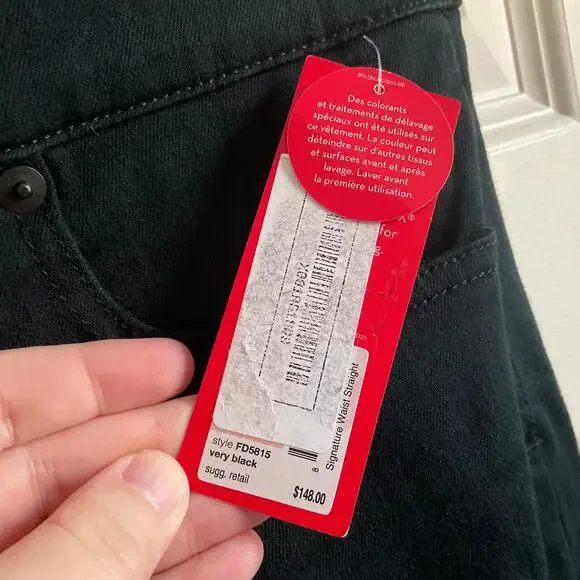 Des colorants
et traitements de délavage
spéciaux ont été utilisés sur
ce vêtement. La couleur peut
déteindre sur d'autres tissus
et surfaces avant et après
lavage. Laver avant
la première utilisation.
®
for
g.
Signature Waist Straight
style FD5815
very black
8
sugg. retail
$148.00